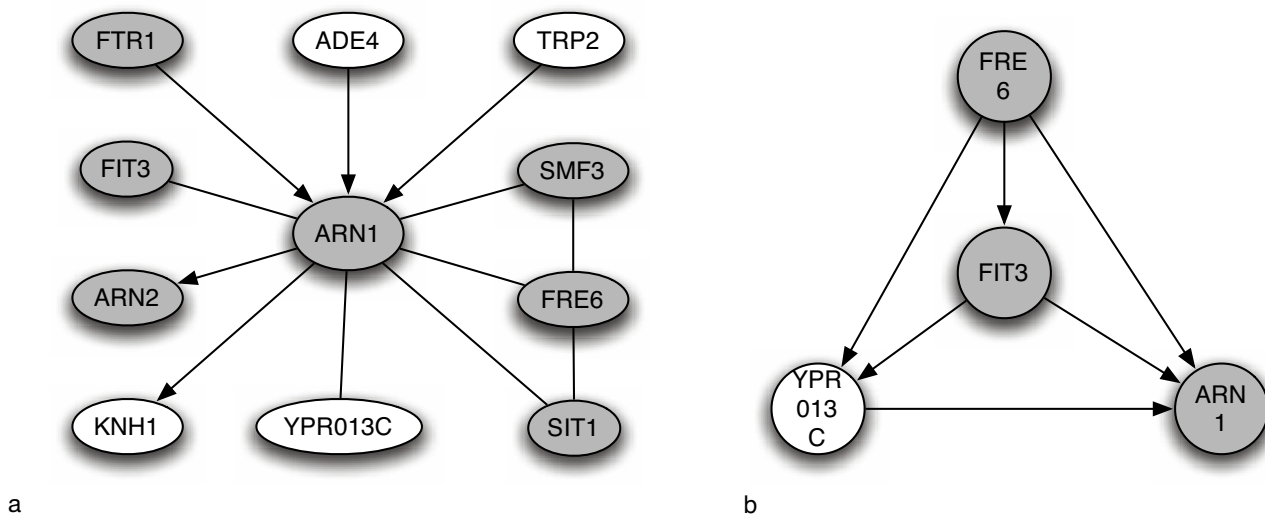 FTR1
ADE4
TRP2
FIT3
SMF3
ARN1
ARN2
FRE6
KNH1
YPR013C
SIT1
a
FRE
6
FIT3
YPR
013
C
ARN
1
b